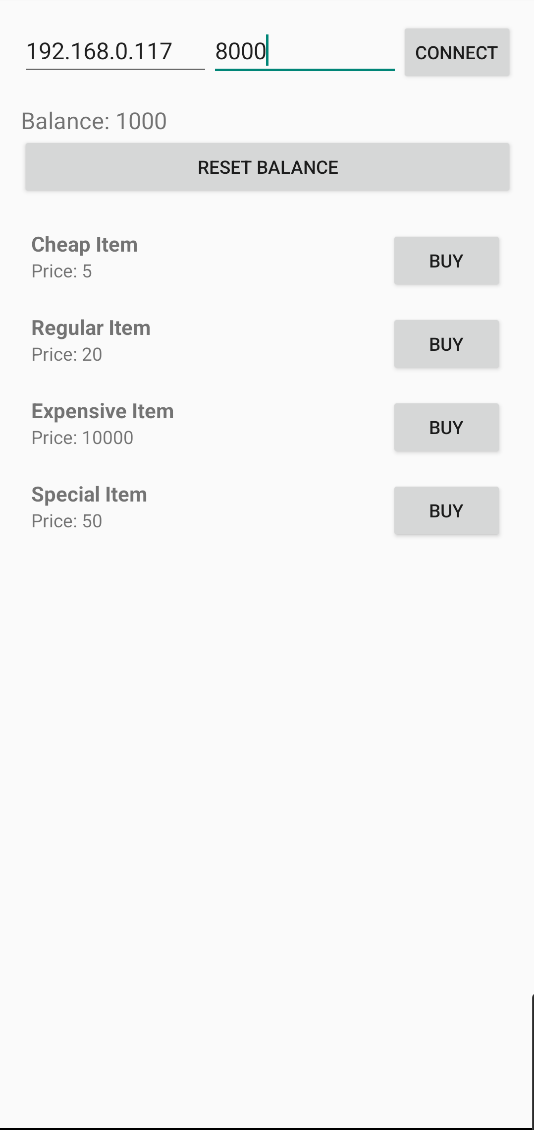 192.168.0.117 8000 CONNECT
Balance: 1000
RESET BALANCE
Cheap Item
Price: 5
BUY
Regular Item
Price: 20
BUY
Expensive Item
Price: 10000
BUY
Special Item
Price: 50
BUY